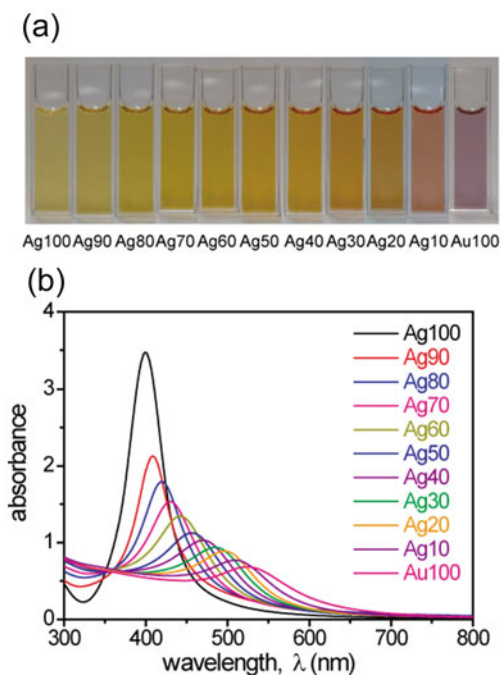 (a)
Ag100 Ag90 Ag80 Ag70 Ag60 Ag50 Ag40 Ag30 Ag20 Ag10 Au100
(b)
4
3
2
1
0
absorbance
Ag100
Ag90
Ag80
Ag70
Ag60
Ag50
Ag40
Ag30
Ag20
Ag10
Au100
300 400 500 600 700 800
wavelength, λ (nm)